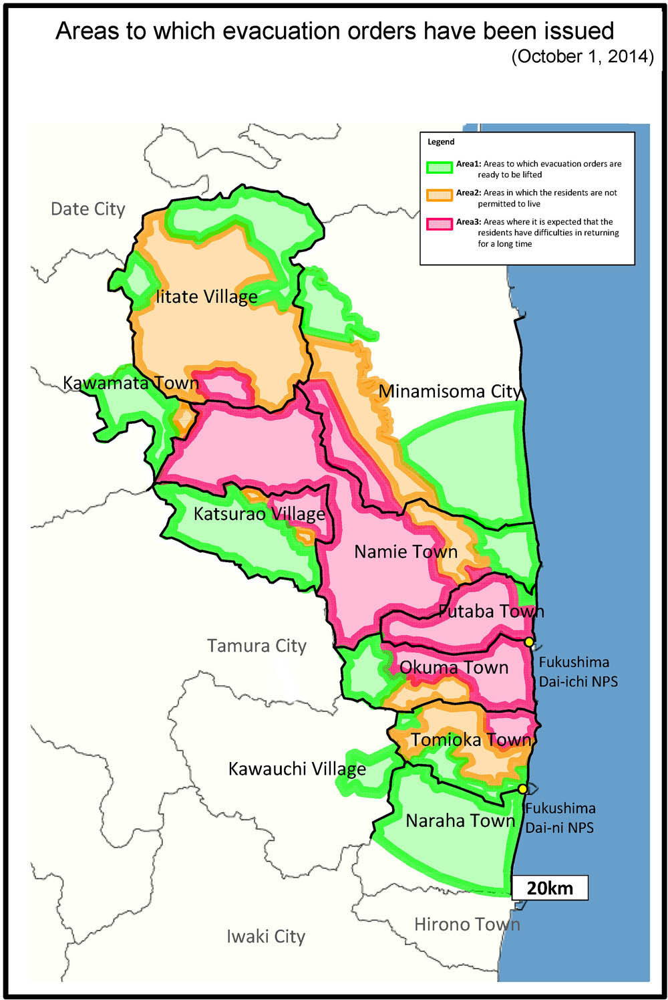 Areas to which evacuation orders have been issued
(October 1, 2014)
Legend
Area1: Areas to which evacuation orders are
ready to be lifted
Area2: Areas in which the residents are not
permitted to live
Area3: Areas where it is expected that the
residents have difficulties in returning
for a long time
Date City
Iitate Village
Kawamata Town
Minamisoma City
Katsurao Village
Namie Town
Futaba Town
Tamura City
Okuma Town
Fukushima
Dai-ichi NPS
Tomioka Town
Kawauchi Village
Fukushima
Dai-ni NPS
Naraha Town
20km
Hirono Town
Iwaki City